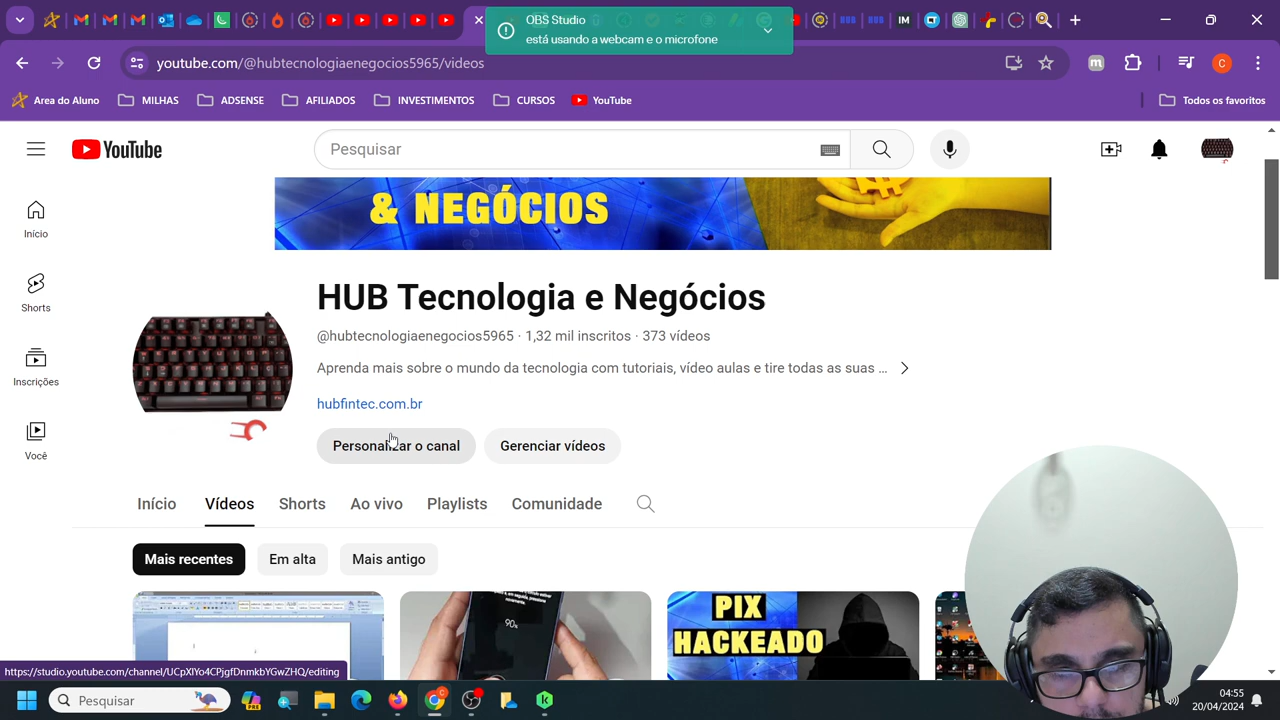 OBS Studio
está usando a webcam e o microfone
youtube.com/@hubtecnologiaenegocios5965/videos
Area do Aluno
MILHAS
ADSENSE
AFILIADOS
INVESTIMENTOS
CURSOS
YouTube
Todos os favoritos
YouTube
Pesquisar
& NEGÓCIOS
Início
Shorts
Inscrições
Você
HUB Tecnologia e Negócios
@hubtecnologiaenegocios5965 · 1,32 mil inscritos · 373 vídeos
Aprenda mais sobre o mundo da tecnologia com tutoriais, vídeo aulas e tire todas as suas ...
hubfintec.com.br
Personalizar o canal
Gerenciar vídeos
Início
Vídeos
Shorts
Ao vivo
Playlists
Comunidade
Mais recentes
Em alta
Mais antigo
90%
PIX
HACKEADO
https://studio.youtube.com/channel/UCpXIYo4CPjgfDrnkbYGwZHQ/editing
Pesquisar
04:55
20/04/2024